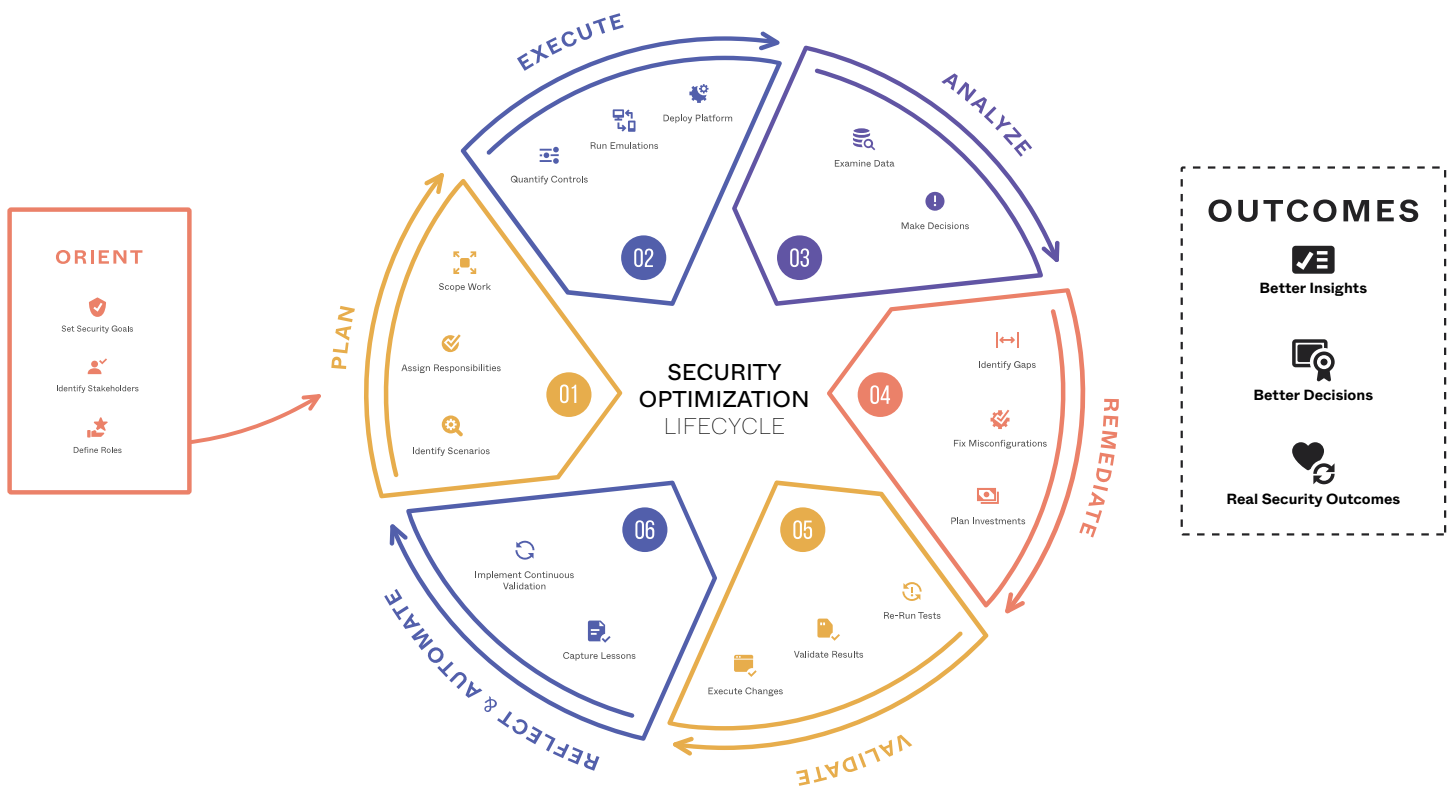 ORIENT
Set Security Goals
Identify Stakeholders
Define Roles
SECURITY
OPTIMIZATION
LIFECYCLE
PLAN
01
Scope Work
Assign Responsibilities
Identify Scenarios
EXECUTE
02
Quantify Controls
Run Emulations
Deploy Platform
ANALYZE
03
Examine Data
Make Decisions
REMEDIATE
04
Identify Gaps
Fix Misconfigurations
Plan Investments
VALIDATE
05
Re-Run Tests
Validate Results
Execute Changes
REFLECT & AUTOMATE
06
Implement Continuous
Validation
Capture Lessons
OUTCOMES
Better Insights
Better Decisions
Real Security Outcomes